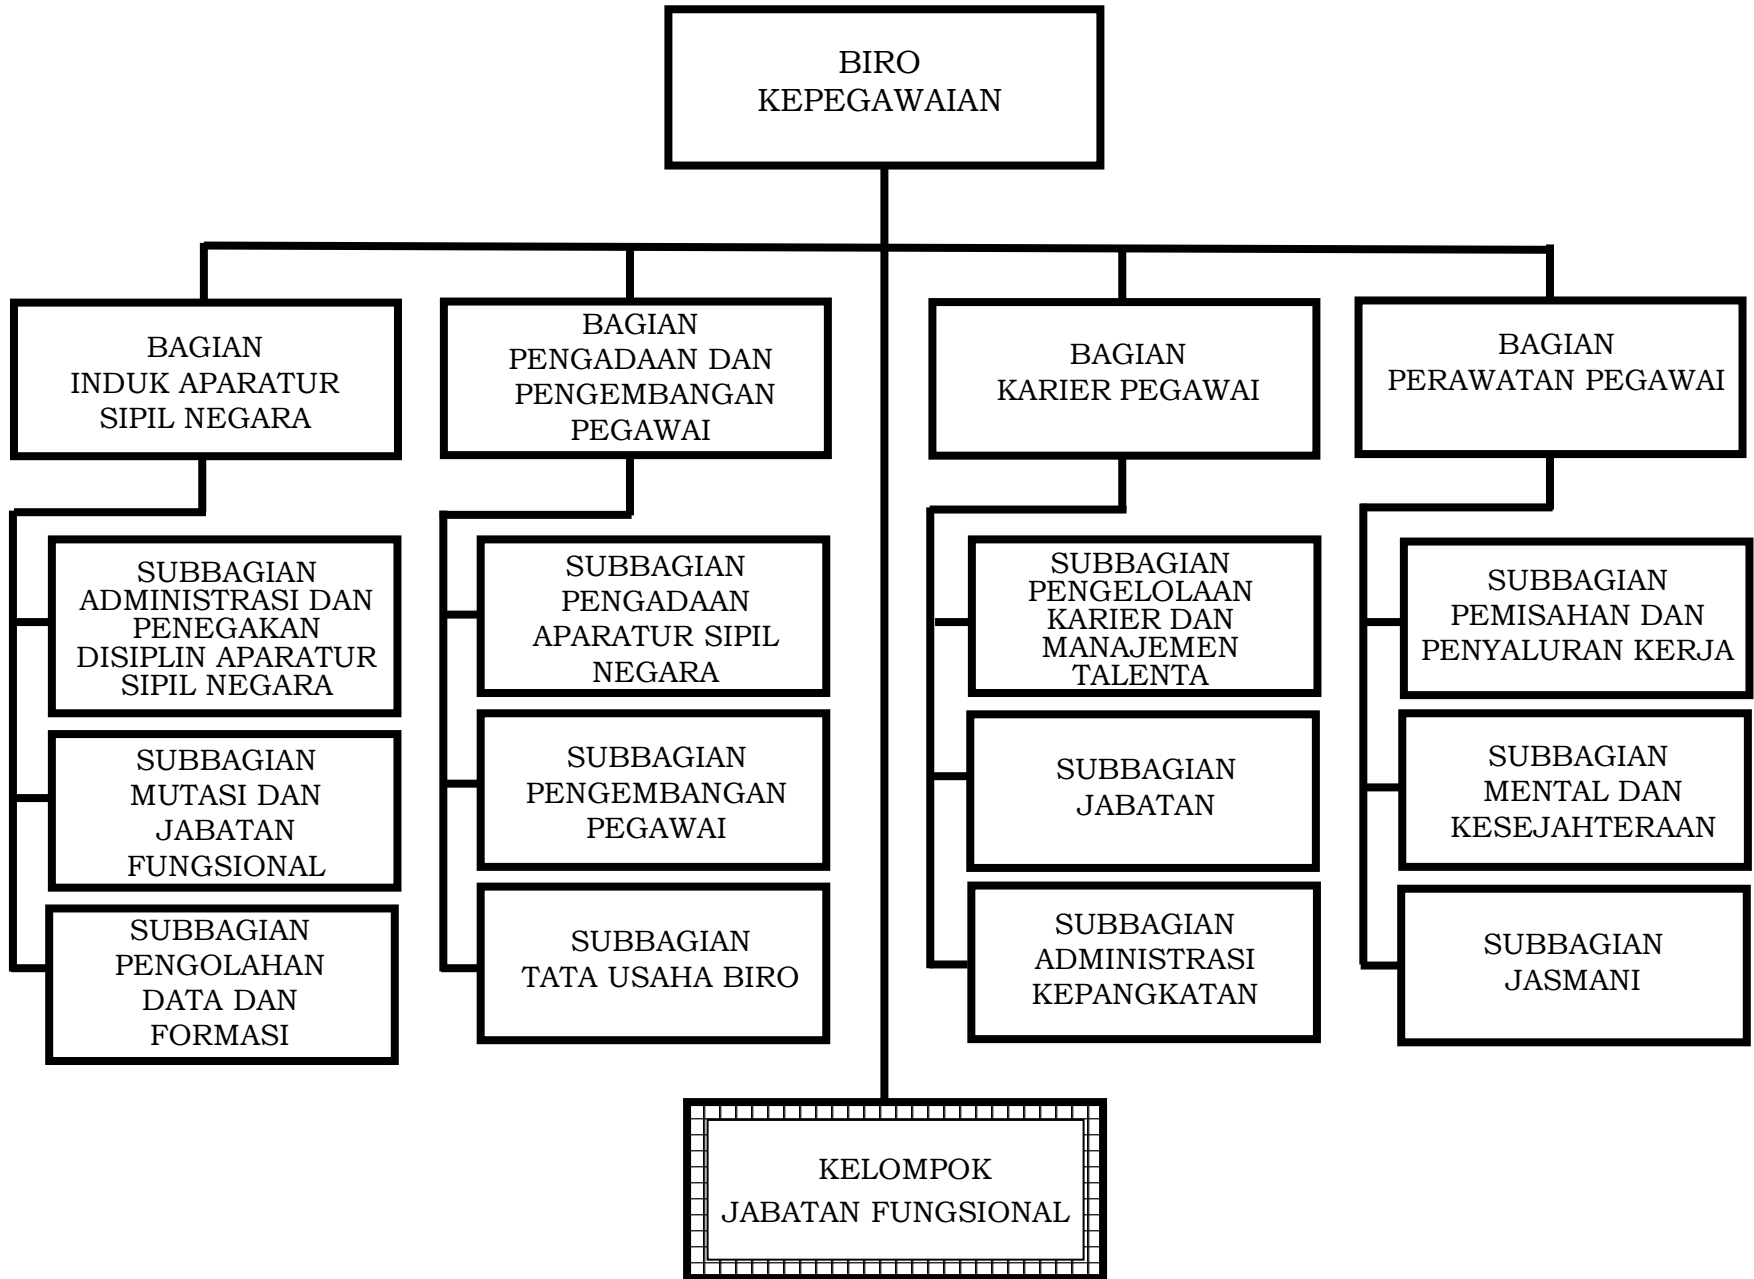 BIRO
KEPEGAWAIAN
BAGIAN
INDUK APARATUR
SIPIL NEGARA
BAGIAN
PENGADAAN DAN
PENGEMBANGAN
PEGAWAI
BAGIAN
KARIER PEGAWAI
BAGIAN
PERAWATAN PEGAWAI
SUBBAGIAN
ADMINISTRASI DAN
PENEGAKAN
DISIPLIN APARATUR
SIPIL NEGARA
SUBBAGIAN
MUTASI DAN
JABATAN
FUNGSIONAL
SUBBAGIAN
PENGOLAHAN
DATA DAN
FORMASI
SUBBAGIAN
PENGADAAN
APARATUR SIPIL
NEGARA
SUBBAGIAN
PENGEMBANGAN
PEGAWAI
SUBBAGIAN
TATA USAHA BIRO
SUBBAGIAN
PENGELOLAAN
KARIER DAN
MANAJEMEN
TALENTA
SUBBAGIAN
JABATAN
SUBBAGIAN
ADMINISTRASI
KEPANGKATAN
SUBBAGIAN
PEMISAHAN DAN
PENYALURAN KERJA
SUBBAGIAN
MENTAL DAN
KESEJAHTERAAN
SUBBAGIAN
JASMANI
KELOMPOK
JABATAN FUNGSIONAL